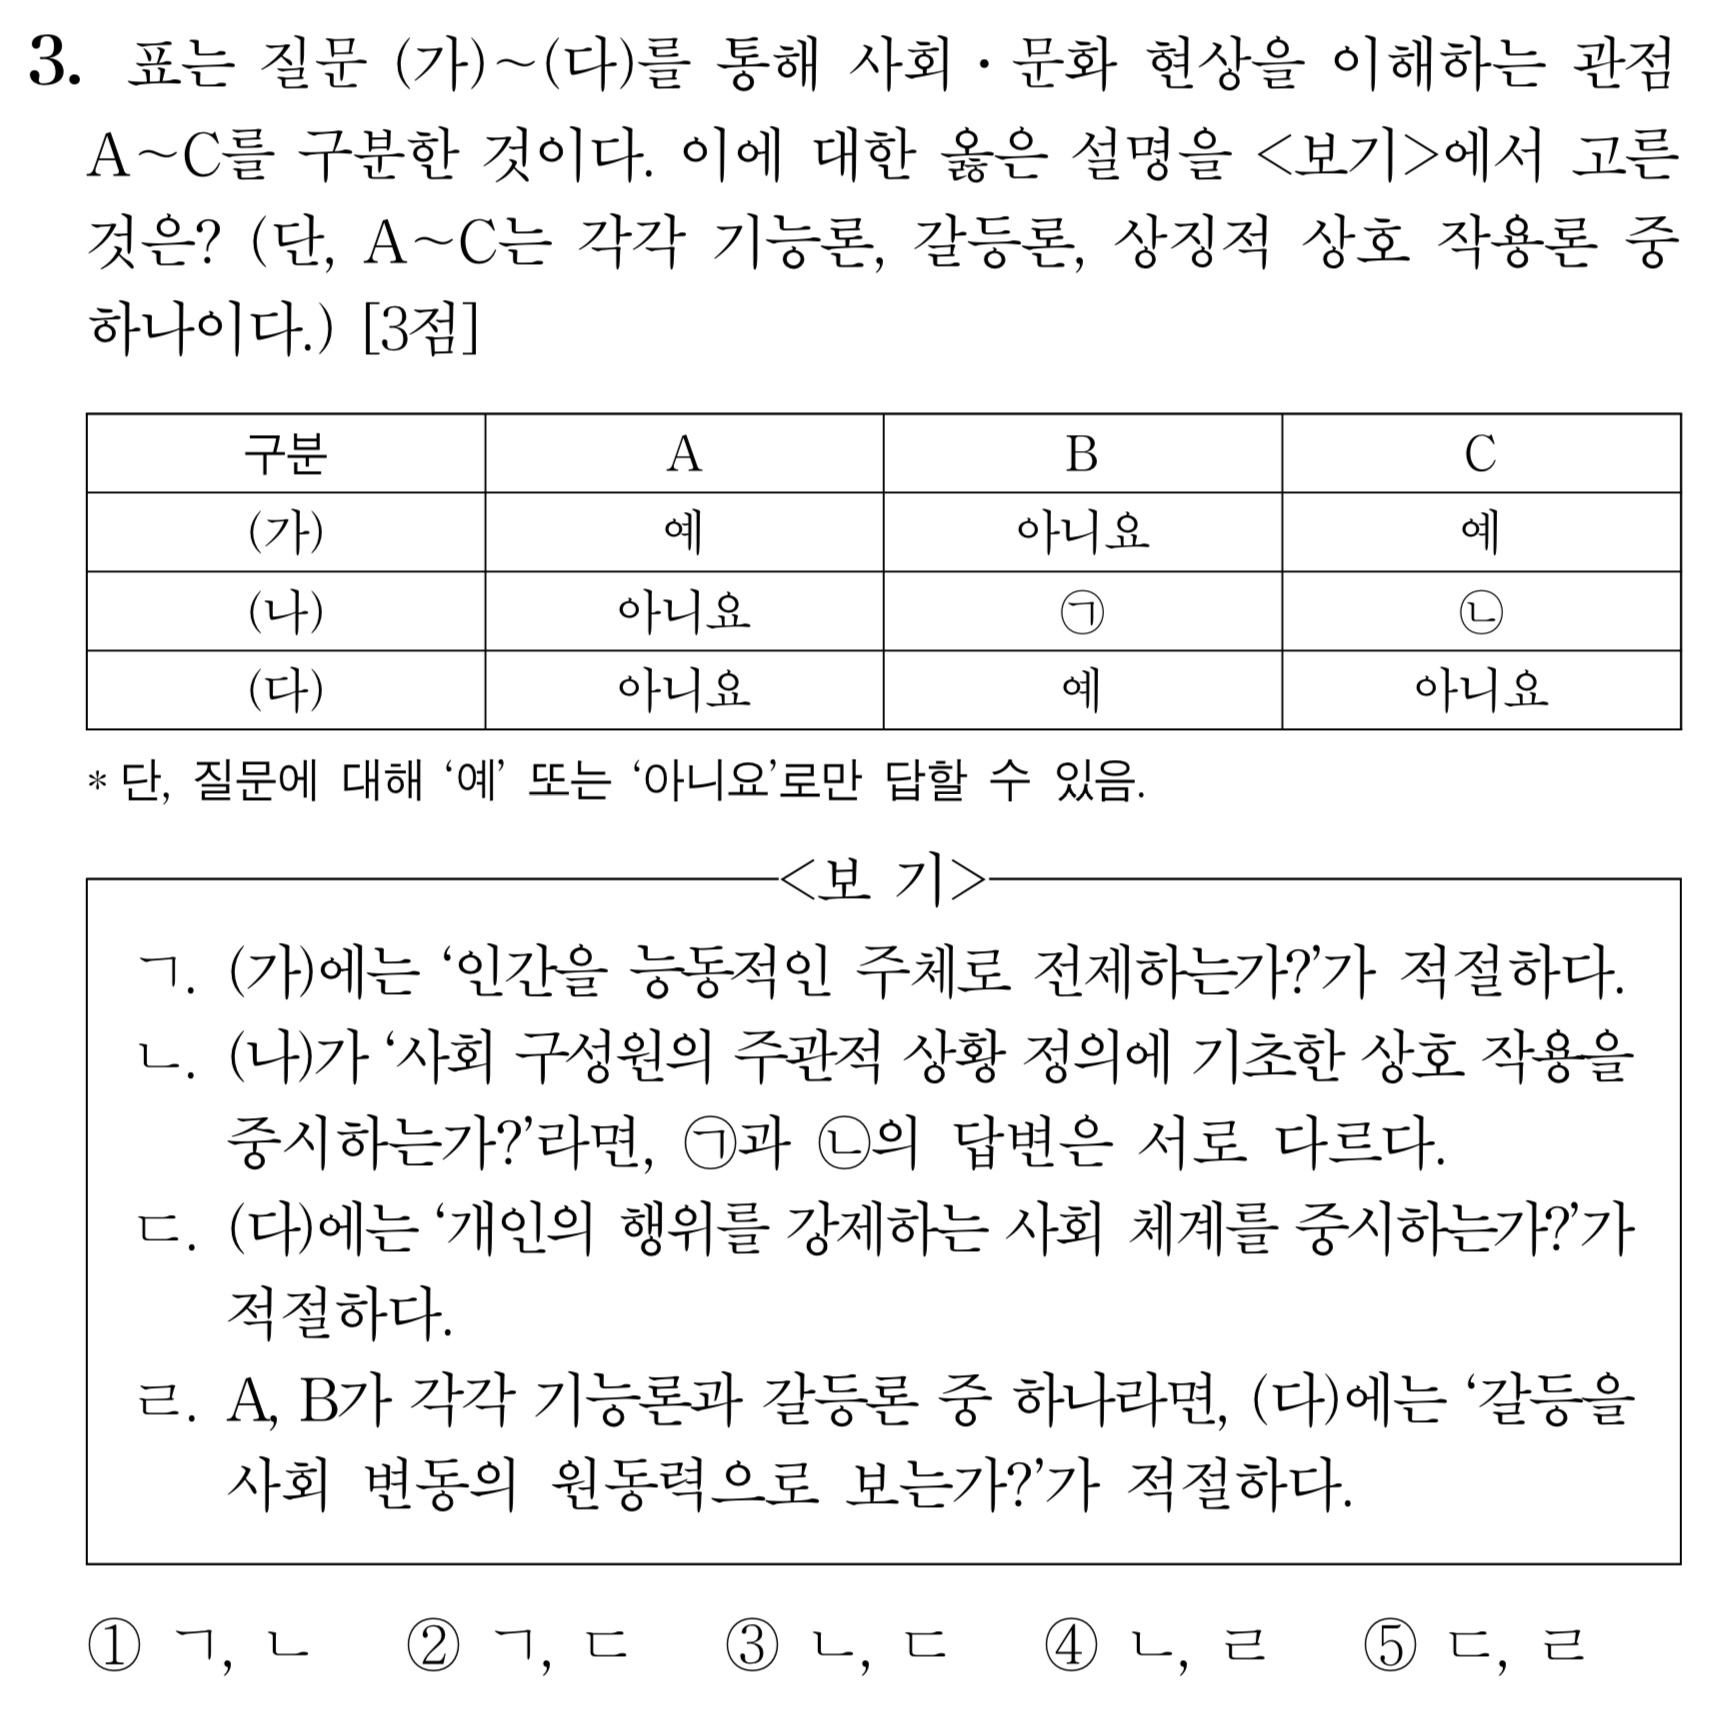 3. 표는 질문 (가)~(다)를 통해 사회·문화 현상을 이해하는 관점
A~C를 구분한 것이다. 이에 대한 옳은 설명을 <보기>에서 고른
것은? (단, A~C는 각각 기능론, 갈등론, 상징적 상호 작용론 중
하나이다.) [3점]
구분 A B C
(가) 예 아니요 예
(나) 아니요 ㉠ ㉡
(다) 아니요 예 아니요
* 단, 질문에 대해 ‘예’ 또는 ‘아니요’로만 답할 수 있음.
<보 기>
ㄱ. (가)에는 ‘인간을 능동적인 주체로 전제하는가?’가 적절하다.
ㄴ. (나)가 ‘사회 구성원의 주관적 상황 정의에 기초한 상호 작용을
중시하는가?’라면, ㉠과 ㉡의 답변은 서로 다르다.
ㄷ. (다)에는 ‘개인의 행위를 강제하는 사회 체계를 중시하는가?’가
적절하다.
ㄹ. A, B가 각각 기능론과 갈등론 중 하나라면, (다)에는 ‘갈등을
사회 변동의 원동력으로 보는가?’가 적절하다.
① ㄱ, ㄴ ② ㄱ, ㄷ ③ ㄴ, ㄷ ④ ㄴ, ㄹ ⑤ ㄷ, ㄹ